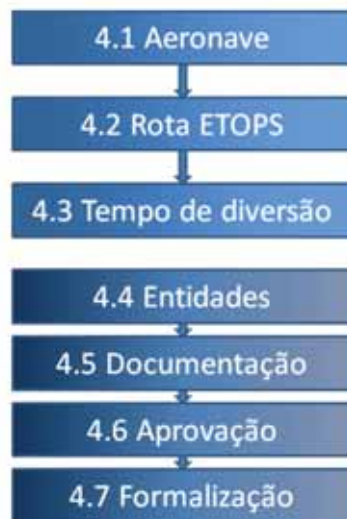 4.1 Aeronave
4.2 Rota ETOPS
4.3 Tempo de diversão
4.4 Entidades
4.5 Documentação
4.6 Aprovação
4.7 Formalização